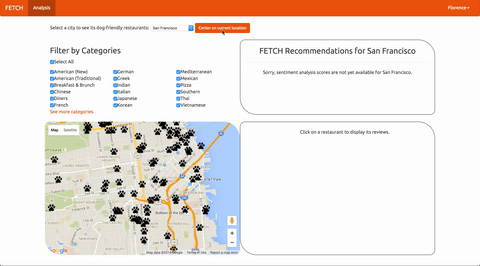 FETCH Analysis Florence
Select a city to see its dog-friendly restaurants: San Francisco Center on current location
Filter by Categories
Select All
American (New) German Mediterranean
American (Traditional) Greek Mexican
Breakfast & Brunch Indian Pizza
Chinese Italian Southern
Diners Japanese Thai
French Korean Vietnamese
See more categories
FETCH Recommendations for San Francisco
Sorry, sentiment analysis scores are not yet available for San Francisco.
Map Satellite
Click on a restaurant to display its reviews.
Google
Terms of Use Report a map error